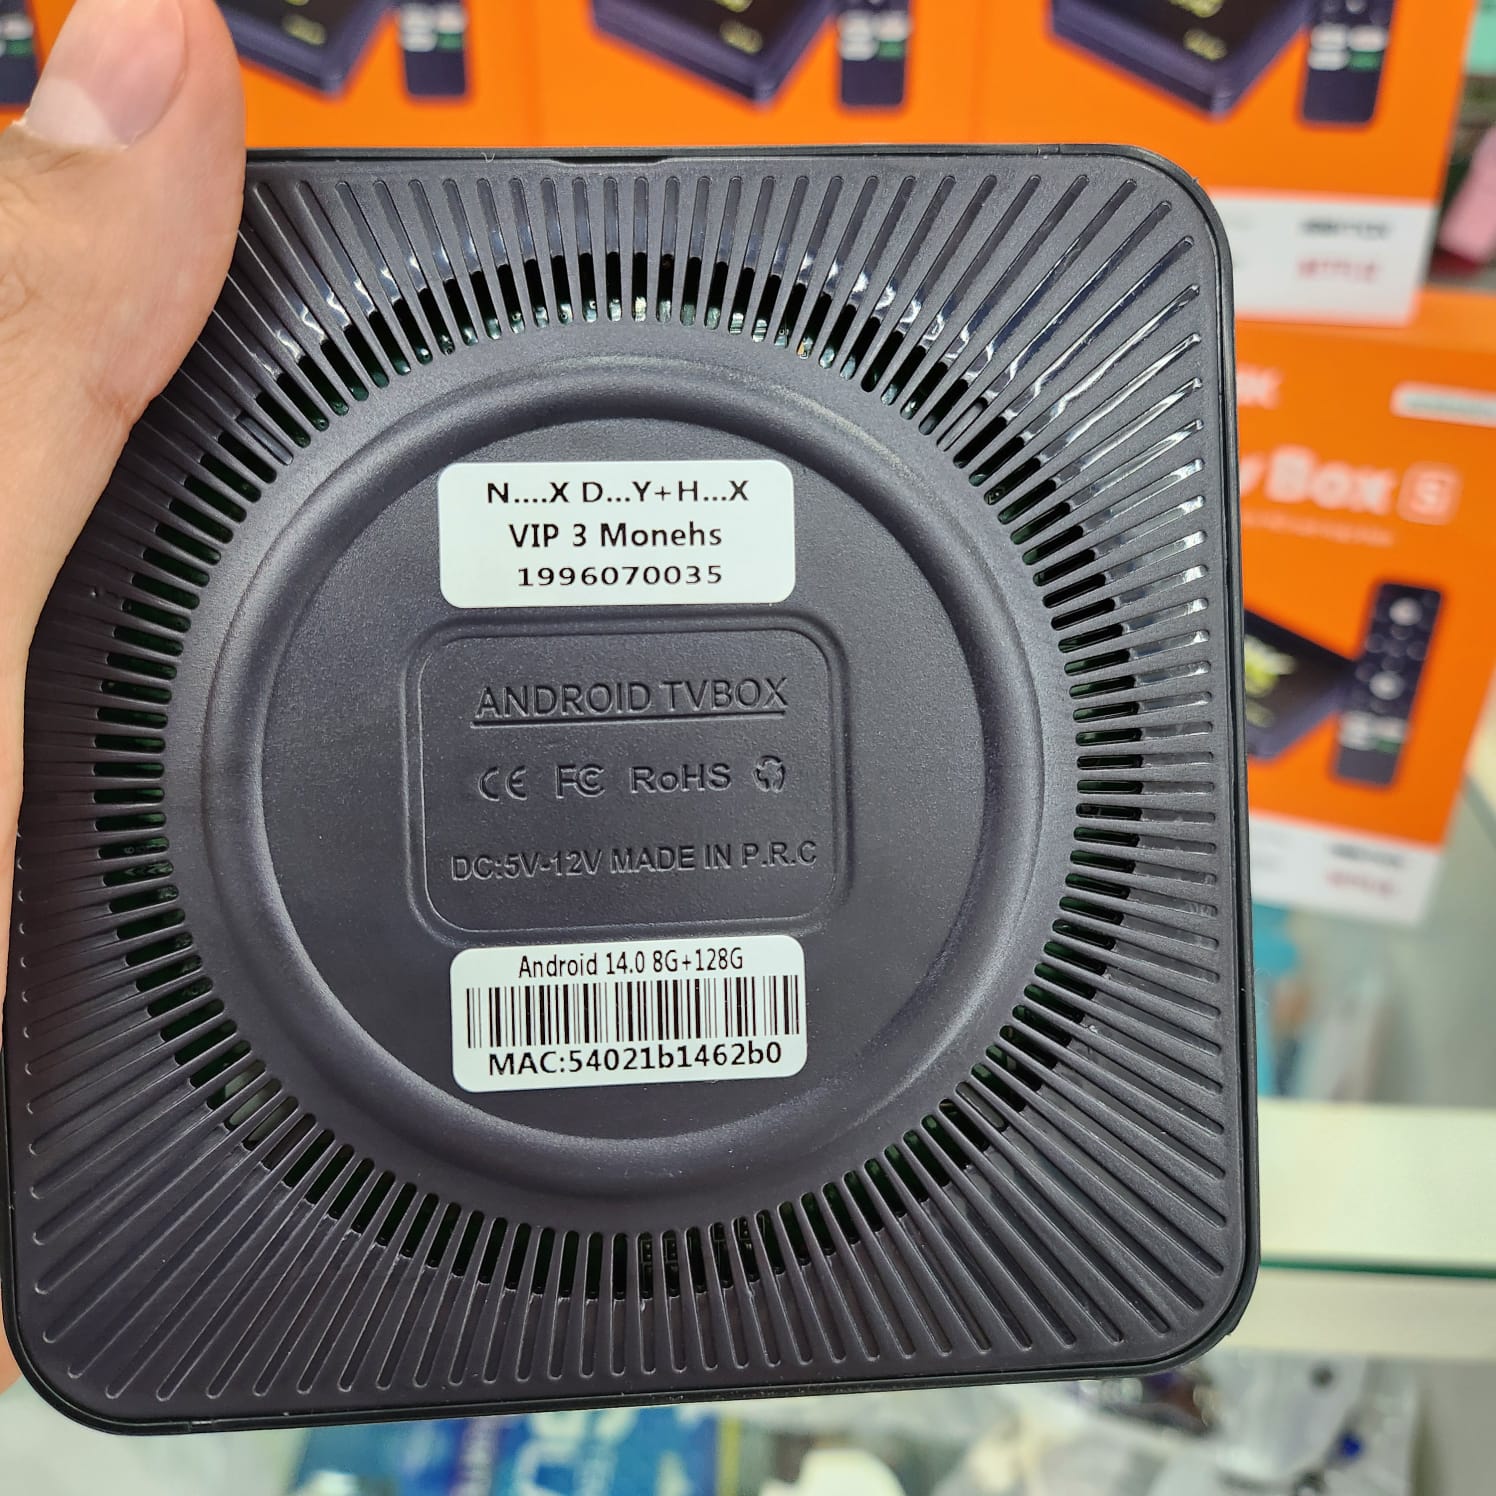 N....X D...Y+H...X
VIP 3 Monehs
1996070035
ANDROID TVBOX
CE FC RoHS
DC:5V-12V MADE IN P.R.C
Android 14.0 8G+128G
MAC:54021b1462b0
Box S